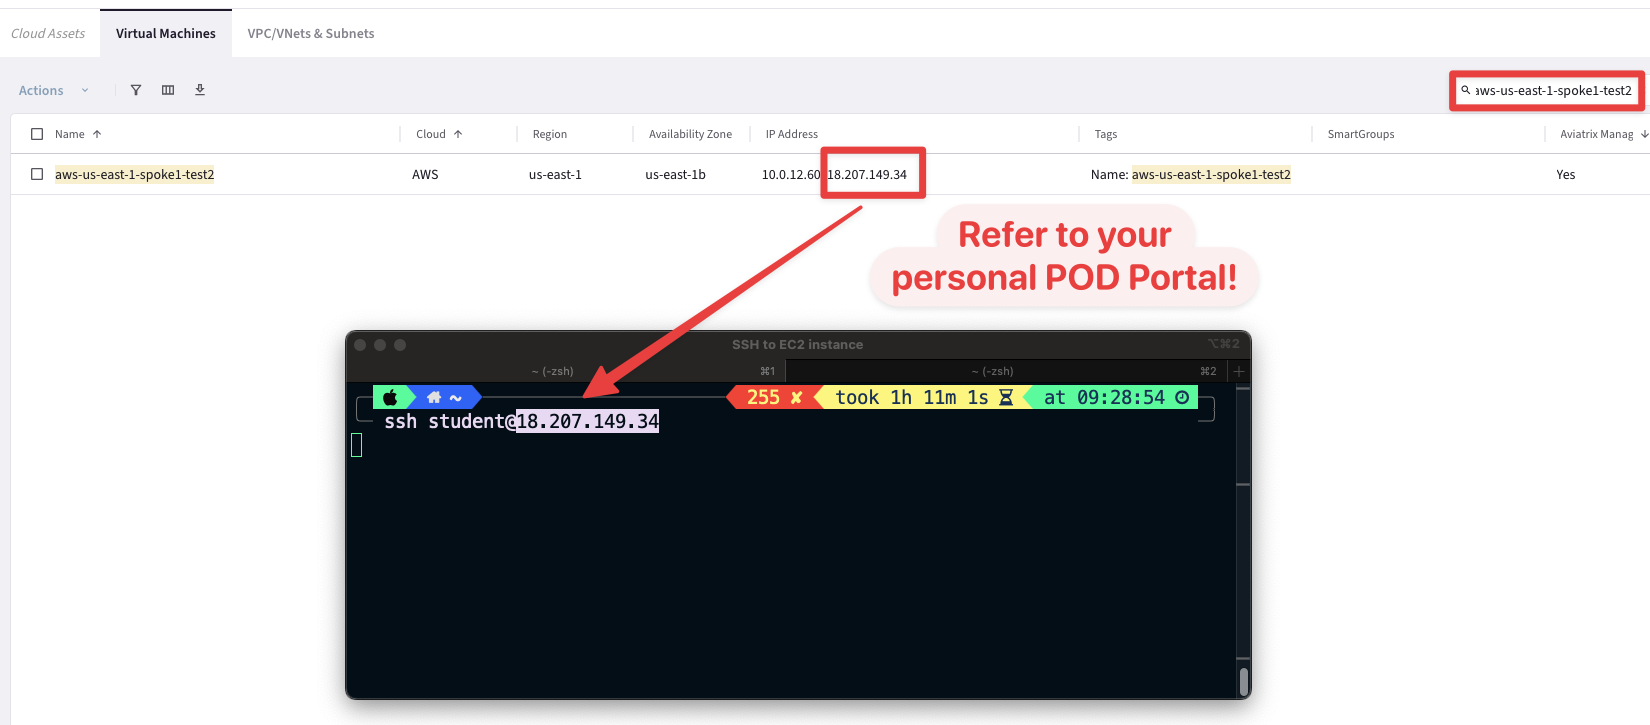 Cloud Assets Virtual Machines VPC/VNets & Subnets
Actions aws-us-east-1-spoke1-test2
Name Cloud Region Availability Zone IP Address Tags SmartGroups Aviatrix Manag
aws-us-east-1-spoke1-test2 AWS us-east-1 us-east-1b 10.0.12.60 18.207.149.34 Name: aws-us-east-1-spoke1-test2 Yes
Refer to your
personal POD Portal!
SSH to EC2 instance ⌥⌘2
~ (-zsh) ⌘1 ~ (-zsh) ⌘2 +
~ 255 ✘ took 1h 11m 1s at 09:28:54
ssh student@18.207.149.34